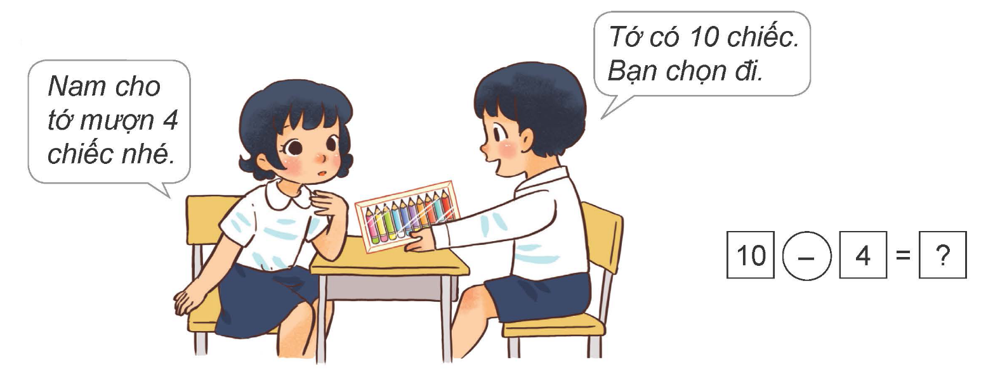 Nam cho
tớ mượn 4
chiếc nhé.
Tớ có 10 chiếc.
Bạn chọn đi.
10 – 4 = ?